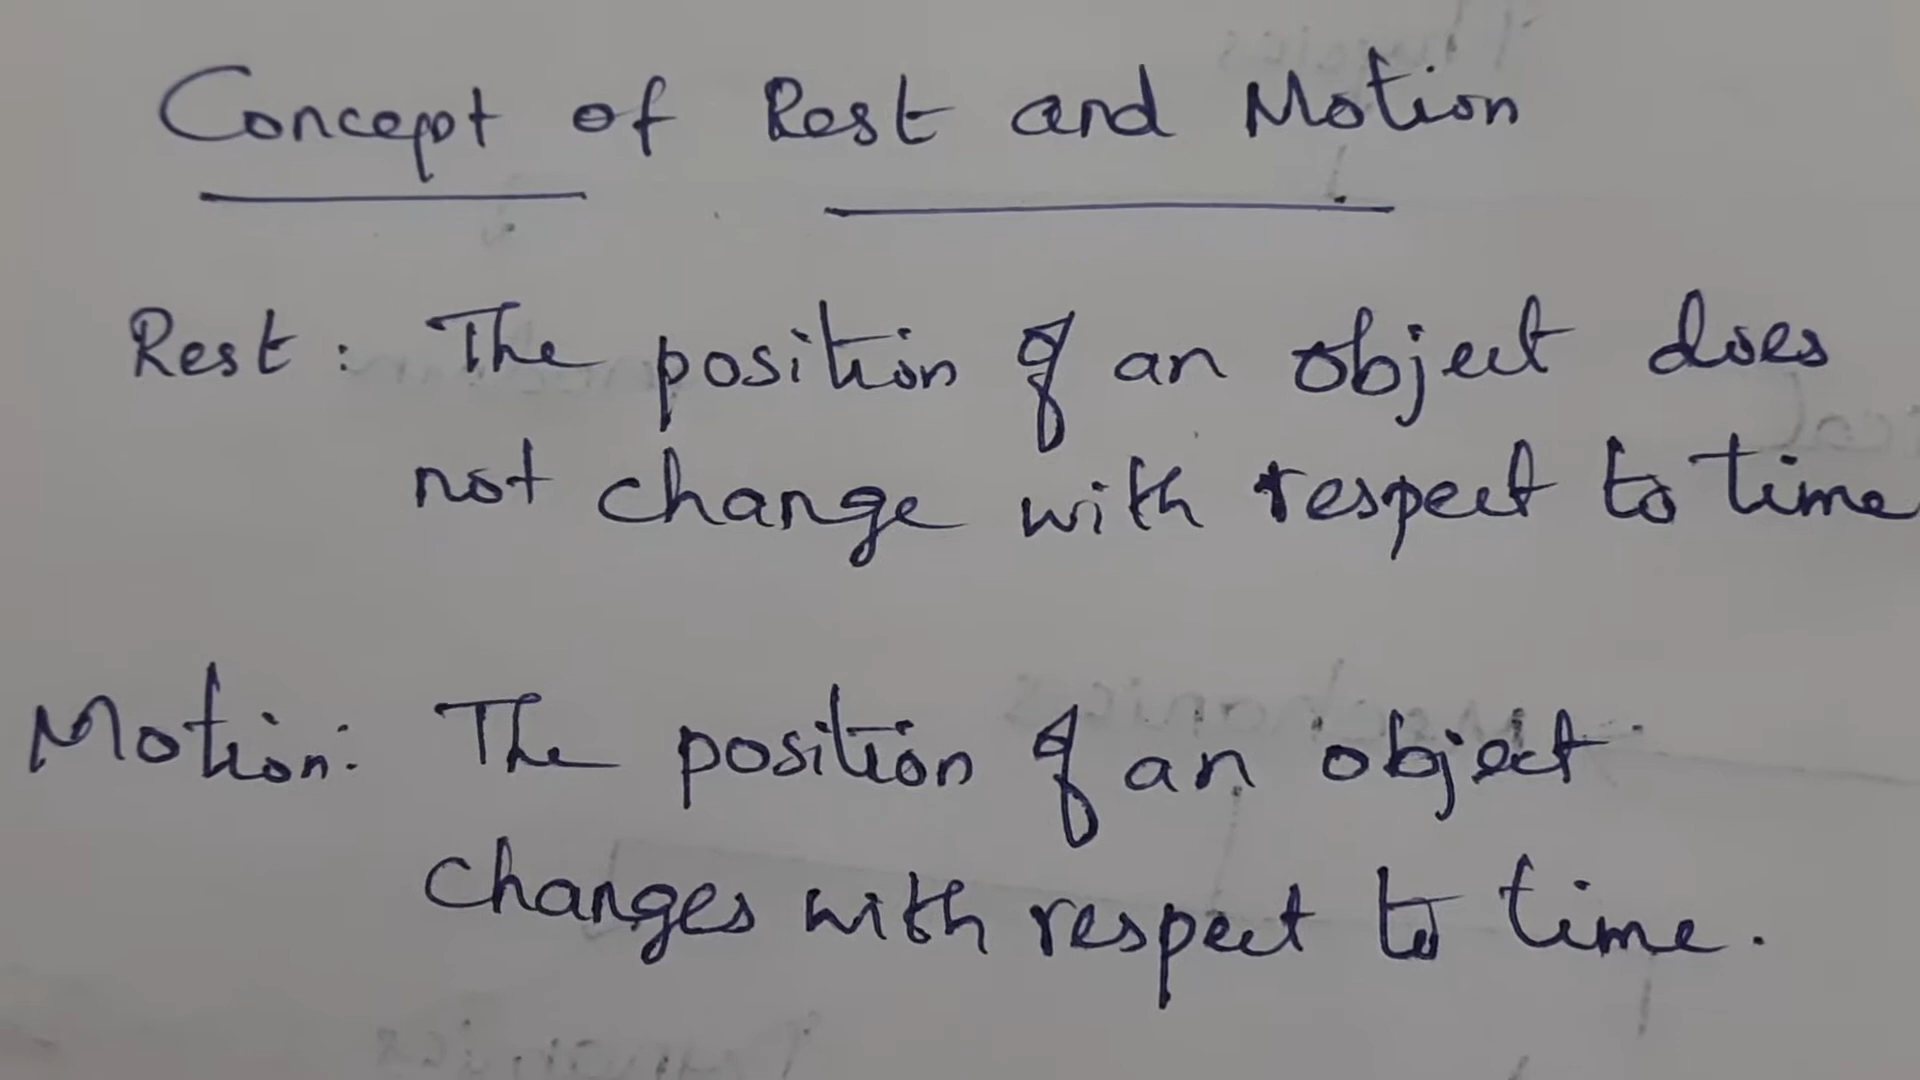 Concept of Rest and Motion
Rest: The position of an object does
not change with respect to time
Motion: The position of an object
changes with respect to time.